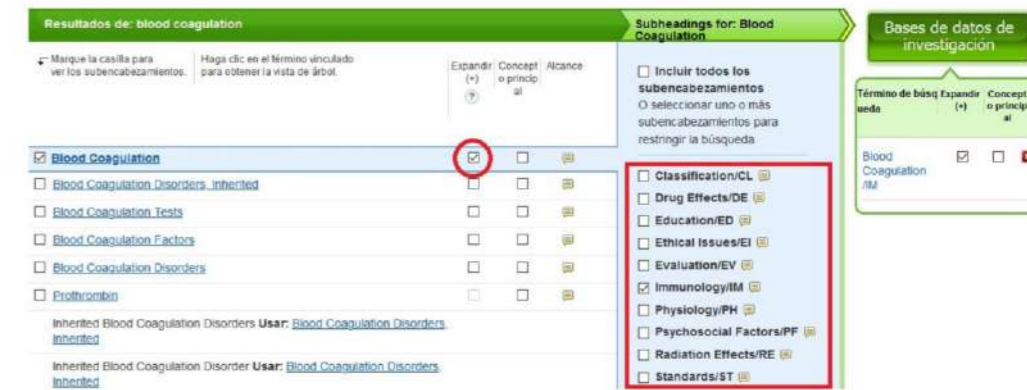 Resultados de: blood coagulation
Marque la casilla para
ver los subencabezamientos.
Haga clic en el término vinculado
para obtener la vista de árbol.
Expandir
(+)
?
Concept
o princip
al
Alcance
Blood Coagulation
Blood Coagulation Disorders, Inherited
Blood Coagulation Tests
Blood Coagulation Factors
Blood Coagulation Disorders
Prothrombin
Inherited Blood Coagulation Disorders Usar: Blood Coagulation Disorders,
Inherited
Inherited Blood Coagulation Disorder Usar: Blood Coagulation Disorders,
Inherited
Subheadings for: Blood
Coagulation
Incluir todos los
subencabezamientos
O seleccionar uno o más
subencabezamientos para
restringir la búsqueda
Classification/CL
Drug Effects/DE
Education/ED
Ethical Issues/EI
Evaluation/EV
Immunology/IM
Physiology/PH
Psychosocial Factors/PF
Radiation Effects/RE
Standards/ST
Bases de datos de
investigación
Término de búsq
ueda
Expandir
(+)
Concept
o princip
al
Blood
Coagulation
/IM